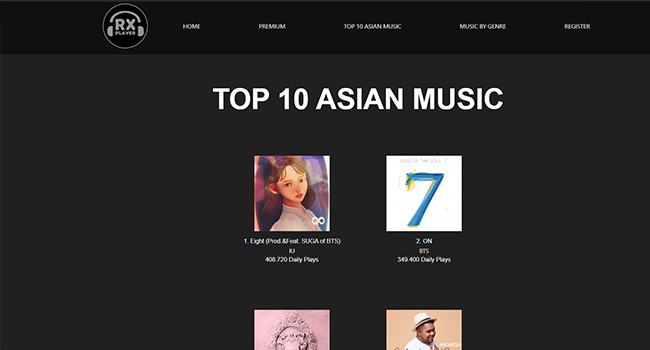 RX
PLAYER
HOME
PREMIUM
TOP 10 ASIAN MUSIC
MUSIC BY GENRE
REGISTER
TOP 10 ASIAN MUSIC
MAP OF THE SOUL : 7
7
1. Eight (Prod.&Feat. SUGA of BTS)
IU
408.720 Daily Plays
2. ON
BTS
349.400 Daily Plays